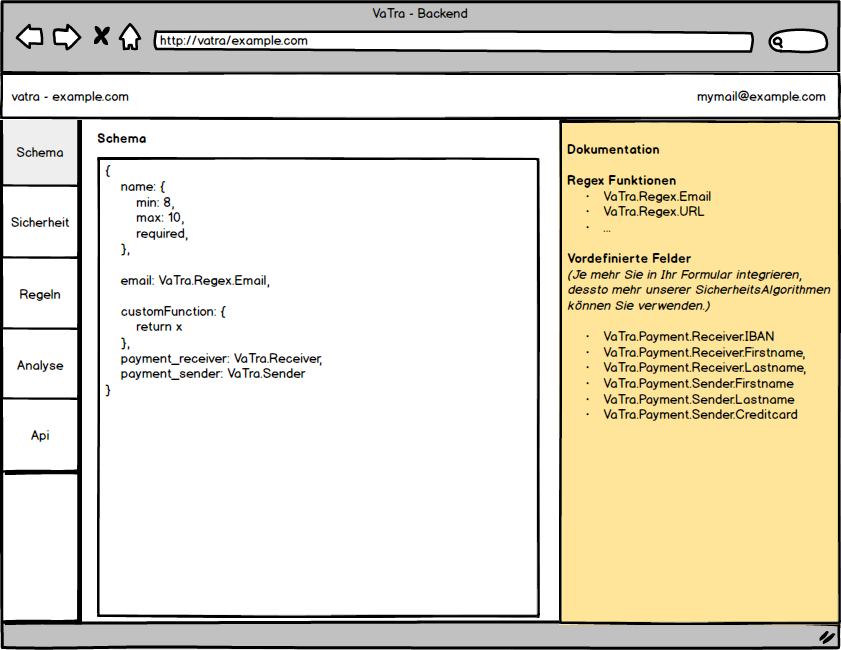 VaTra - Backend
http://vatra/example.com
vatra - example.com
mymail@example.com
Schema
Sicherheit
Regeln
Analyse
Api
Schema
{
name: {
min: 8,
max: 10,
required,
},
email: VaTra.Regex.Email,
customFunction: {
return x
},
payment_receiver: VaTra.Receiver,
payment_sender: VaTra.Sender
}
Dokumentation
Regex Funktionen
· VaTra.Regex.Email
· VaTra.Regex.URL
· ...
Vordefinierte Felder
(Je mehr Sie in Ihr Formular integrieren,
dessto mehr unserer SicherheitsAlgorithmen
können Sie verwenden.)
· VaTra.Payment.Receiver.IBAN
· VaTra.Payment.Receiver.Firstname,
· VaTra.Payment.Receiver.Lastname,
· VaTra.Payment.Sender.Firstname
· VaTra.Payment.Sender.Lastname
· VaTra.Payment.Sender.Creditcard